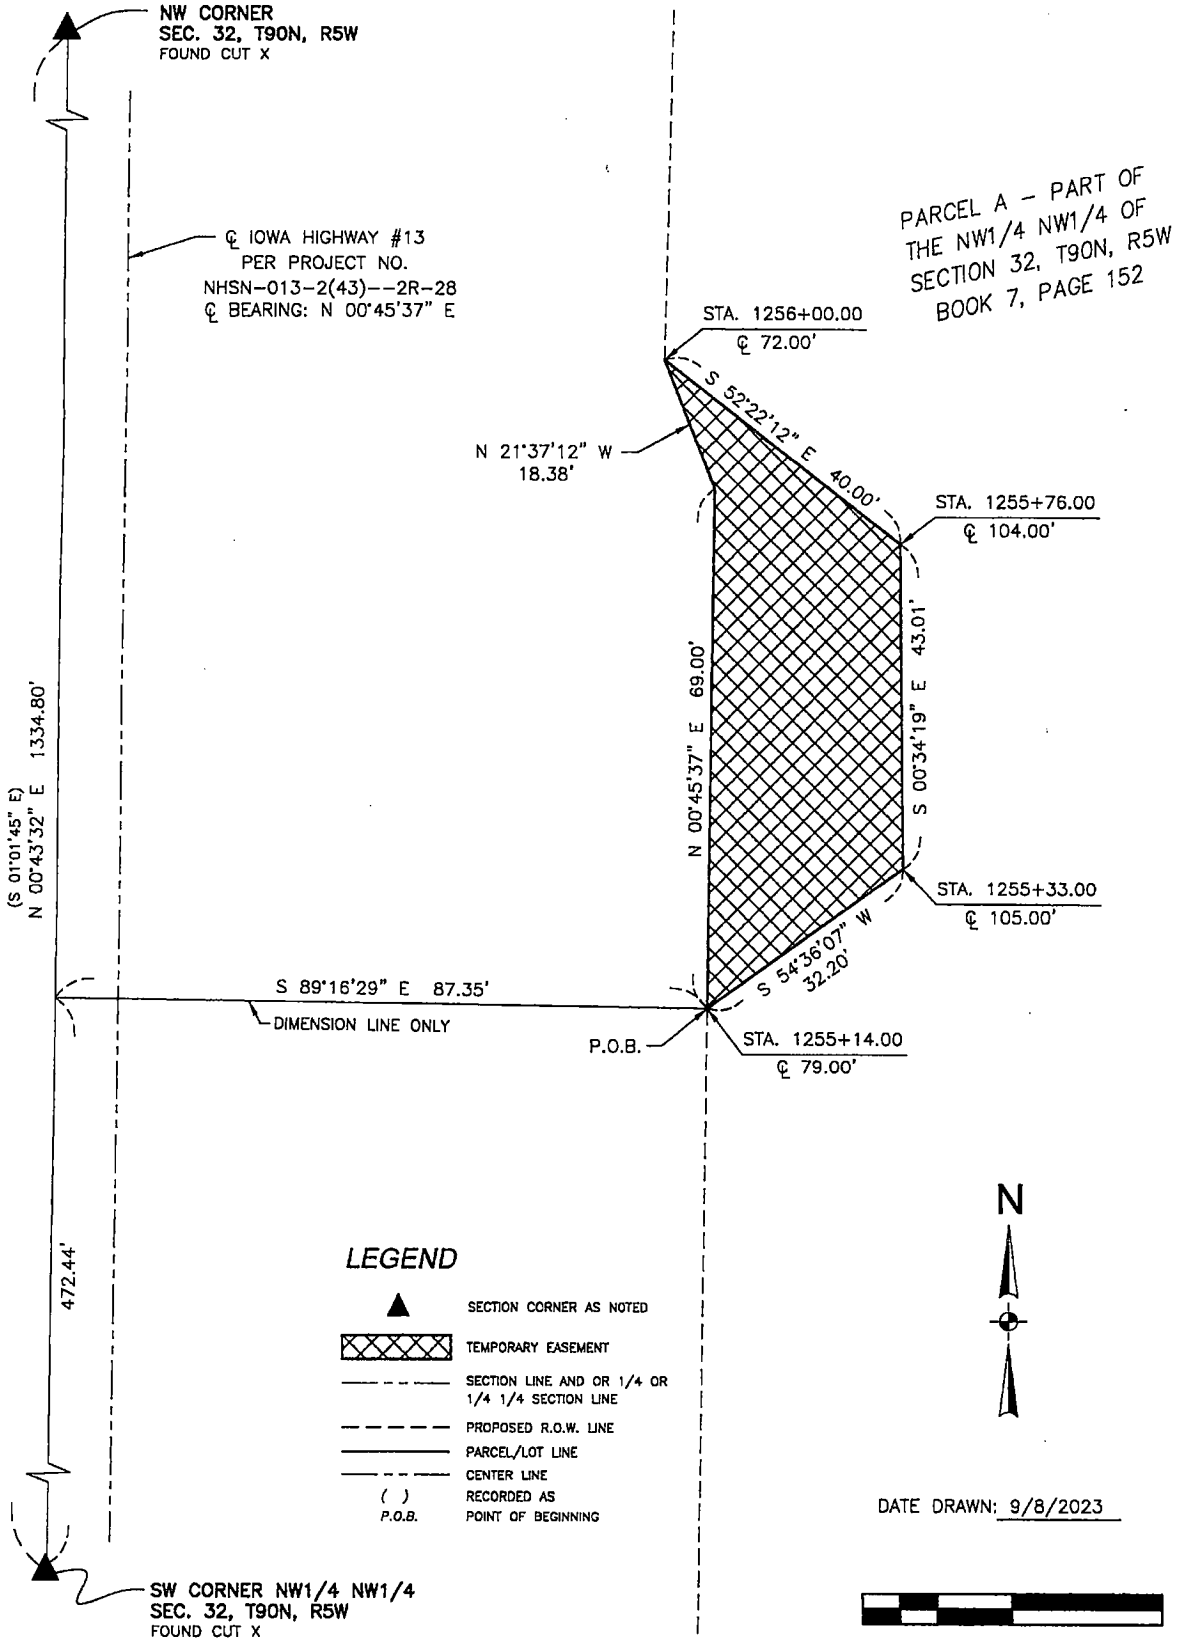 NW CORNER
SEC. 32, T90N, R5W
FOUND CUT X
℄ IOWA HIGHWAY #13
PER PROJECT NO.
NHSN-013-2(43)--2R-28
℄ BEARING: N 00°45'37" E
PARCEL A - PART OF
THE NW1/4 NW1/4 OF
SECTION 32, T90N, R5W
BOOK 7, PAGE 152
STA. 1256+00.00
℄ 72.00'
S 52°22'12" E 40.00'
N 21°37'12" W
18.38'
STA. 1255+76.00
℄ 104.00'
N 00°45'37" E 69.00'
S 00°34'19" E 43.01'
(S 01°01'45" E)
N 00°43'32" E 1334.80'
STA. 1255+33.00
℄ 105.00'
S 54°36'07" W
32.20'
S 89°16'29" E 87.35'
DIMENSION LINE ONLY
P.O.B.
STA. 1255+14.00
℄ 79.00'
472.44'
N
LEGEND
SECTION CORNER AS NOTED
TEMPORARY EASEMENT
SECTION LINE AND OR 1/4 OR
1/4 1/4 SECTION LINE
PROPOSED R.O.W. LINE
PARCEL/LOT LINE
CENTER LINE
( ) RECORDED AS
P.O.B. POINT OF BEGINNING
DATE DRAWN: 9/8/2023
SW CORNER NW1/4 NW1/4
SEC. 32, T90N, R5W
FOUND CUT X